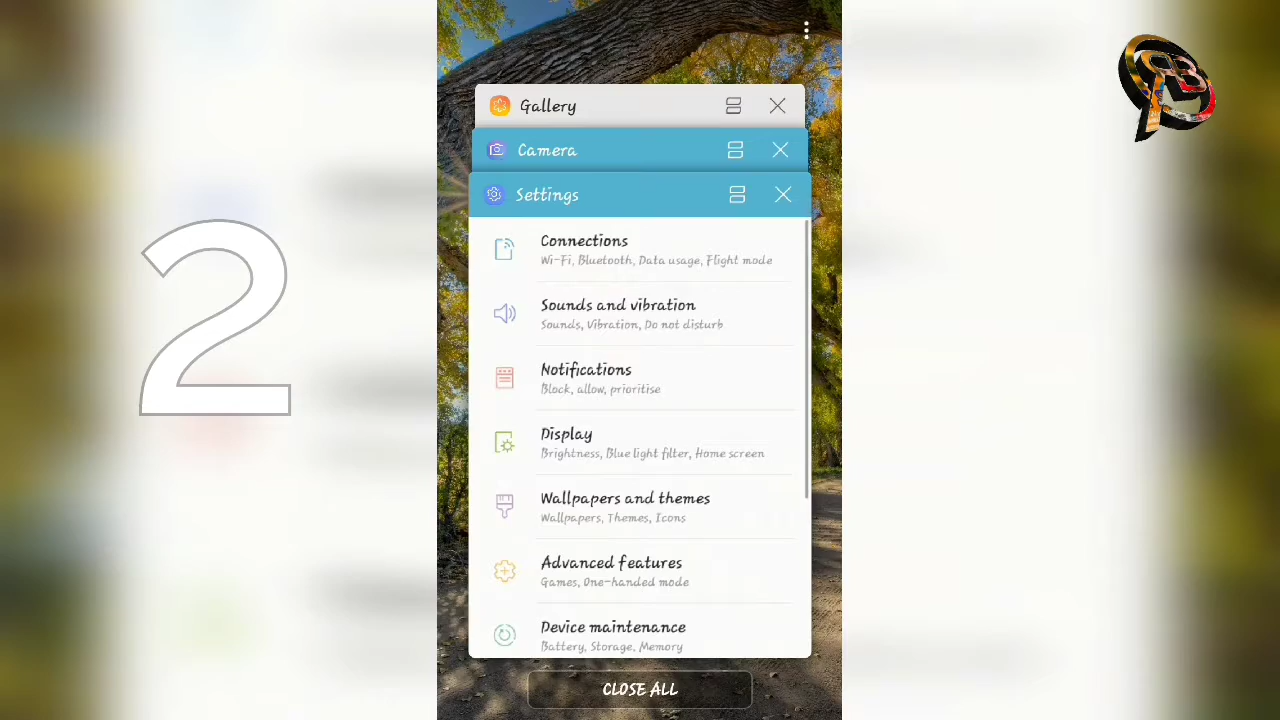 Gallery
Camera
Settings
Connections
Wi-Fi, Bluetooth, Data usage, Flight mode
Sounds and vibration
Sounds, Vibration, Do not disturb
Notifications
Block, allow, prioritise
Display
Brightness, Blue light filter, Home screen
Wallpapers and themes
Wallpapers, Themes, Icons
Advanced features
Games, One-handed mode
Device maintenance
Battery, Storage, Memory
CLOSE ALL
2